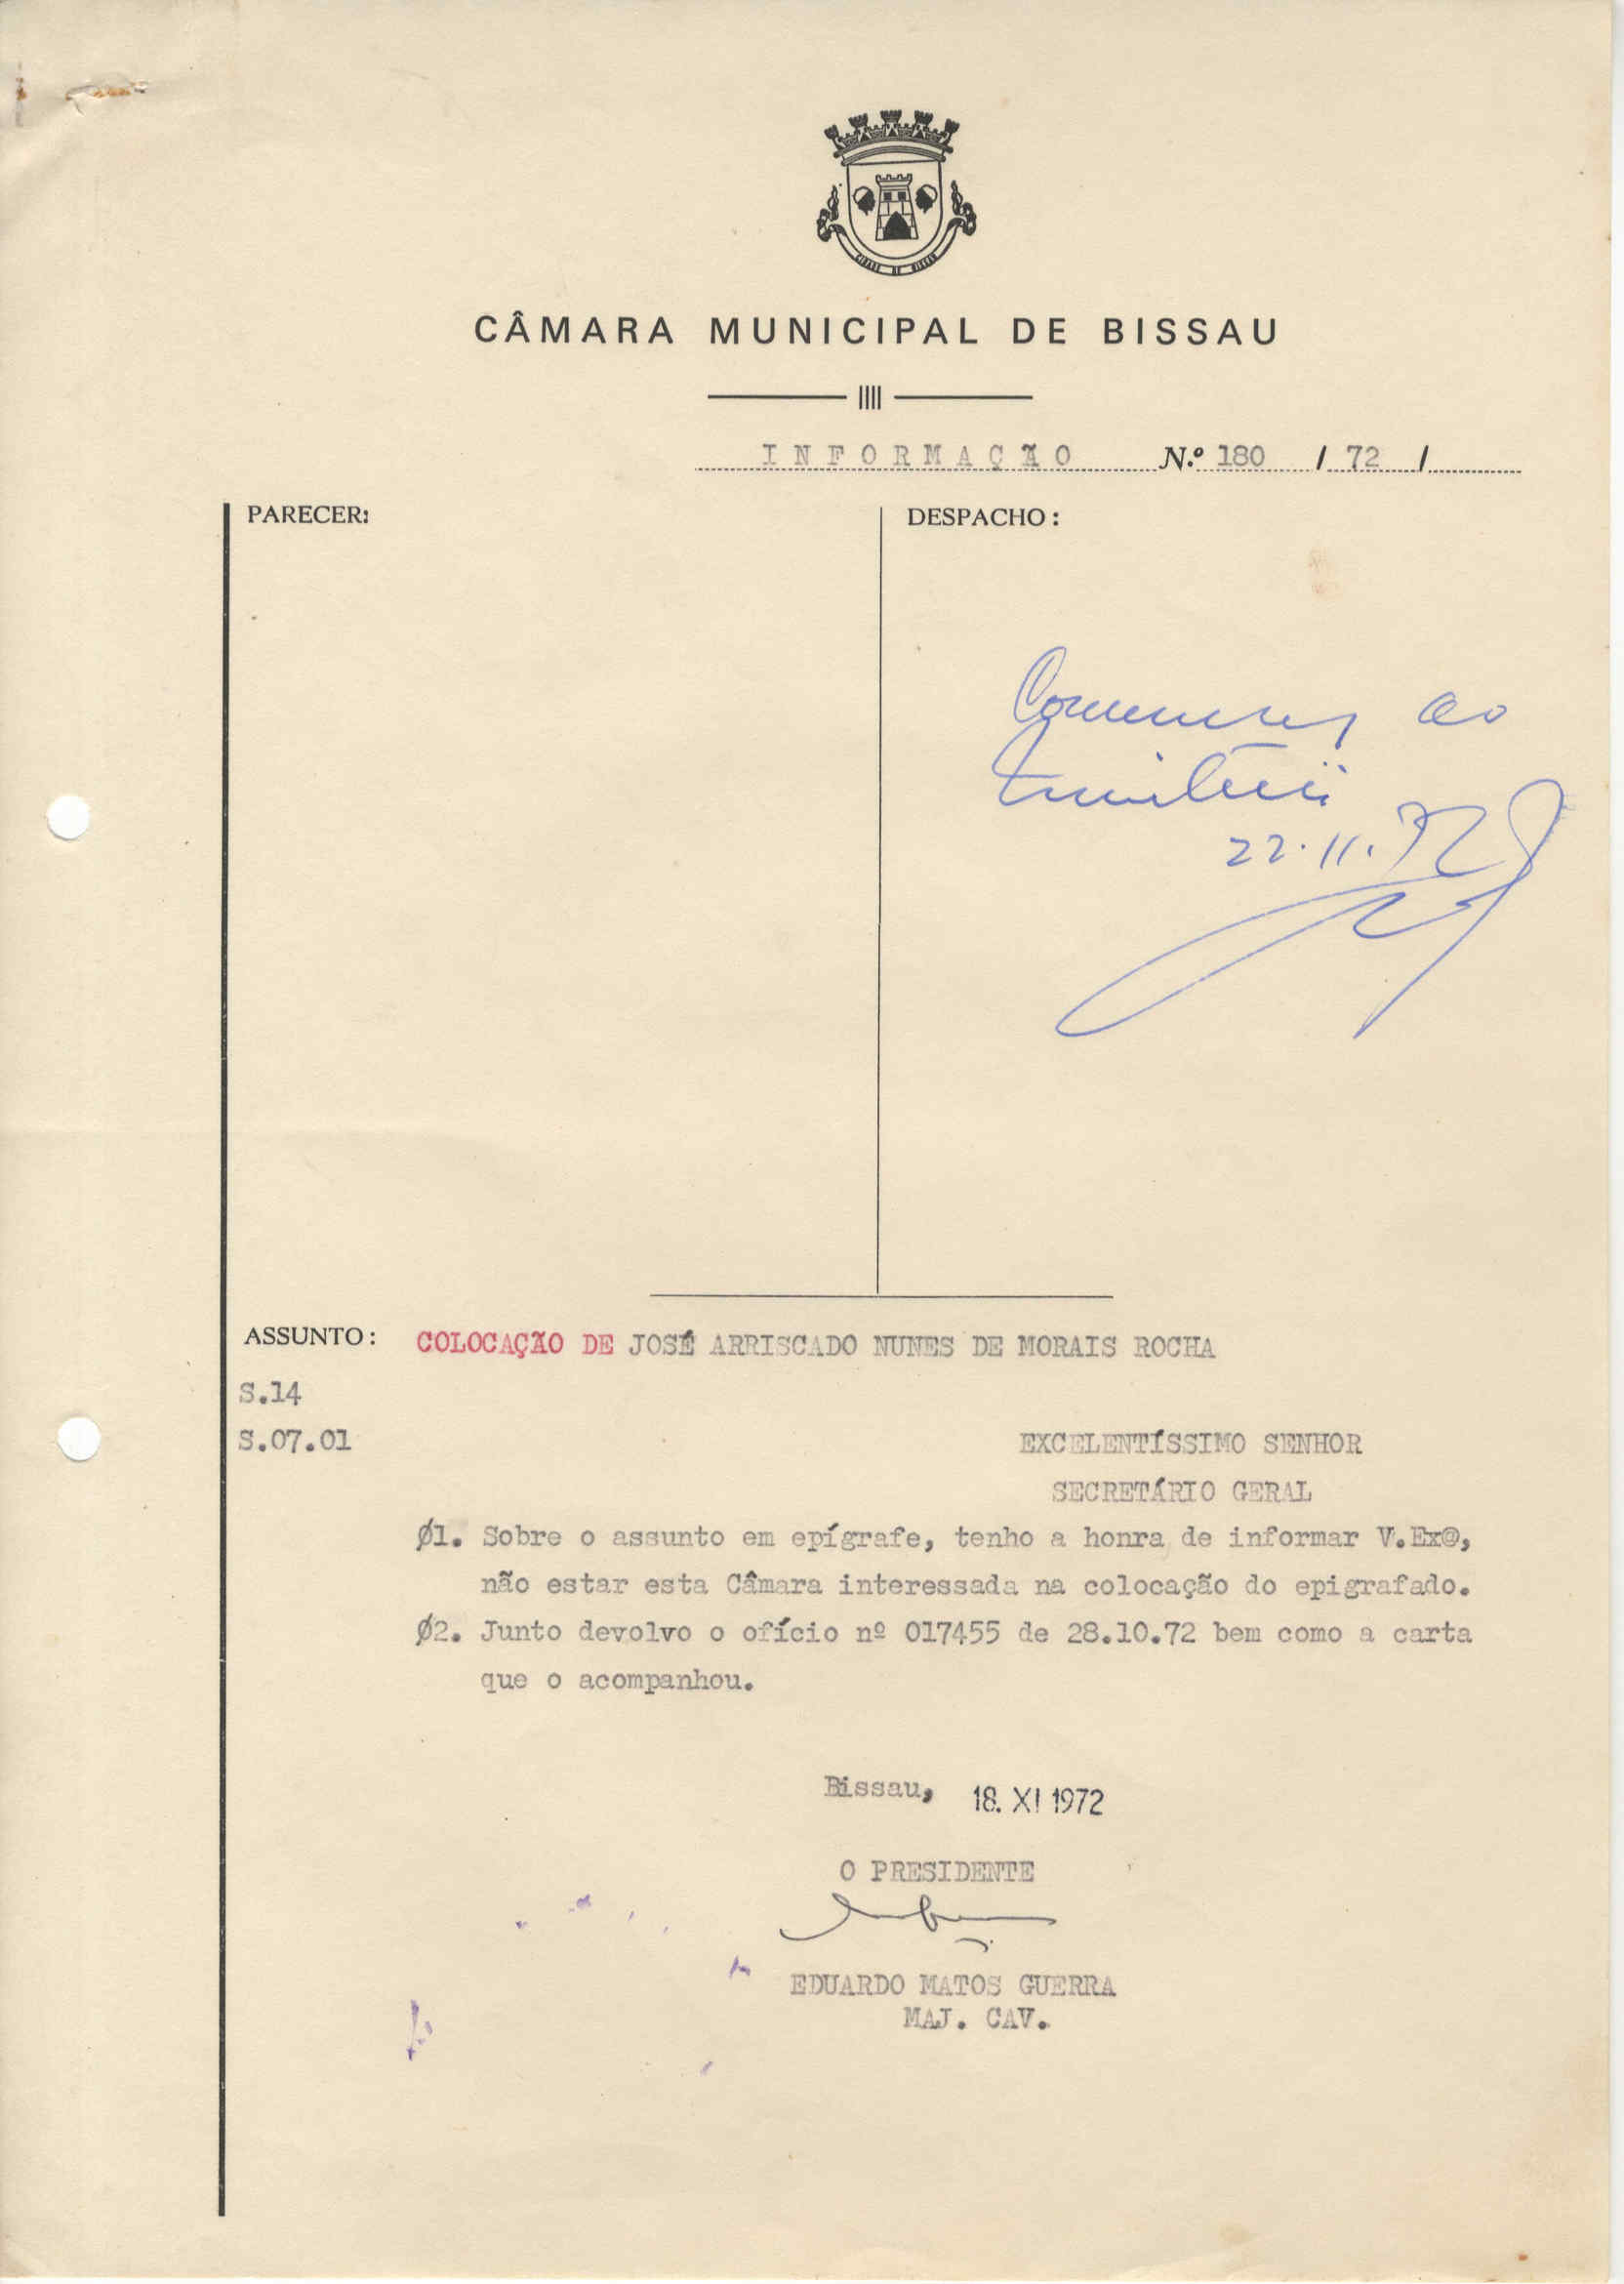 CIDADE DE BISSAU
CÂMARA MUNICIPAL DE BISSAU
INFORMAÇÃO N.º 180 / 72 /
PARECER:
DESPACHO:
ao
22.11.72
ASSUNTO: COLOCAÇÃO DE JOSÉ ARRISCADO NUNES DE MORAIS ROCHA
S.14
S.07.01
EXCELENTÍSSIMO SENHOR
SECRETÁRIO GERAL
Ø1. Sobre o assunto em epígrafe, tenho a honra de informar V.Ex@,
não estar esta Câmara interessada na colocação do epigrafado.
Ø2. Junto devolvo o ofício nº 017455 de 28.10.72 bem como a carta
que o acompanhou.
Bissau, 18. XI 1972
O PRESIDENTE
EDUARDO MATOS GUERRA
MAJ. CAV.